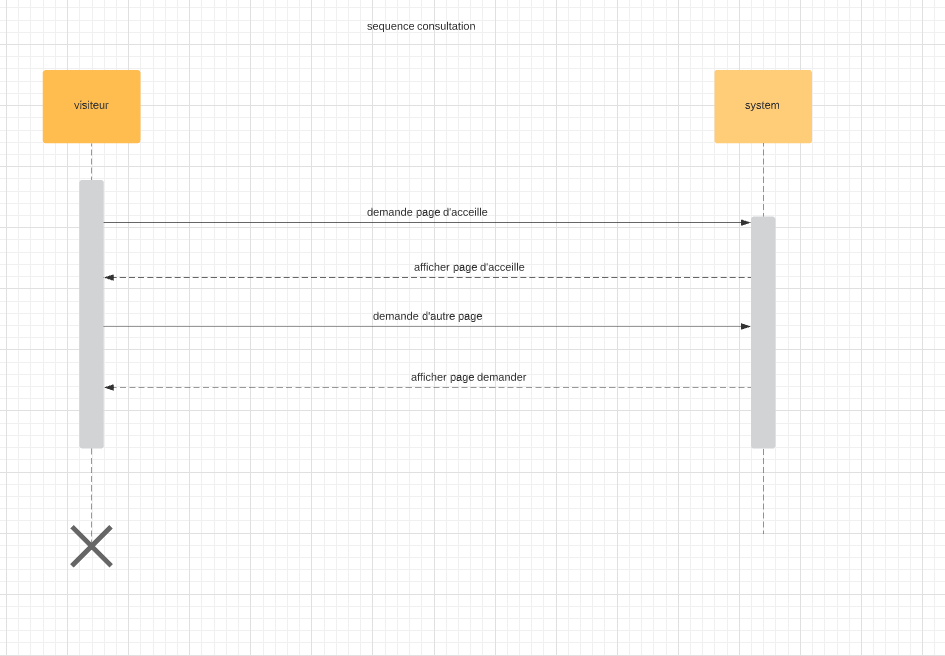 sequence consultation
visiteur
system
demande page d'acceille
afficher page d'acceille
demande d'autre page
afficher page demander